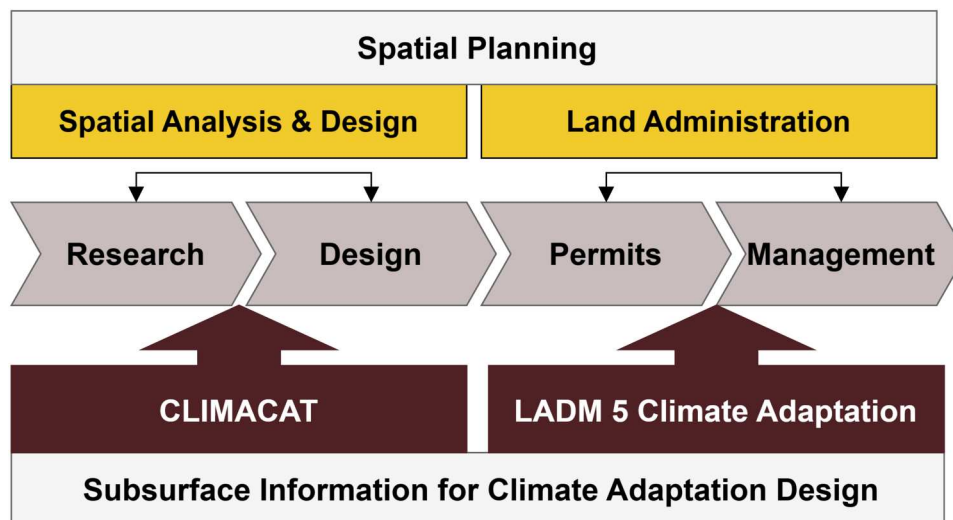 Spatial Planning
Spatial Analysis & Design
Land Administration
Research
Design
Permits
Management
CLIMACAT
LADM 5 Climate Adaptation
Subsurface Information for Climate Adaptation Design